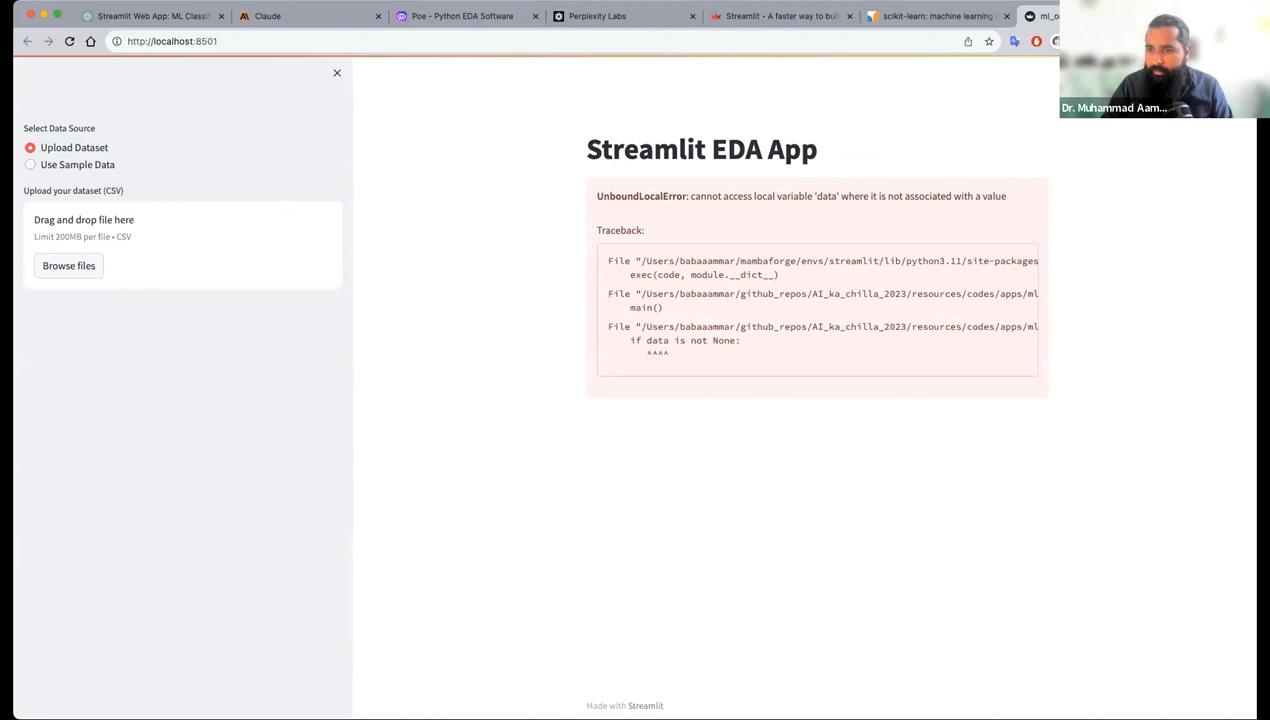 Streamlit Web App: ML Classif
Claude
Poe - Python EDA Software
Perplexity Labs
Streamlit • A faster way to buil
scikit-learn: machine learning i
http://localhost:8501
Dr. Muhammad Aam...
Select Data Source
Upload Dataset
Use Sample Data
Upload your dataset (CSV)
Drag and drop file here
Limit 200MB per file • CSV
Browse files
Streamlit EDA App
UnboundLocalError: cannot access local variable 'data' where it is not associated with a value
Traceback:
File "/Users/babaaammar/mambaforge/envs/streamlit/lib/python3.11/site-packages
exec(code, module.__dict__)
File "/Users/babaaammar/github_repos/AI_ka_chilla_2023/resources/codes/apps/ml
main()
File "/Users/babaaammar/github_repos/AI_ka_chilla_2023/resources/codes/apps/ml
if data is not None:
^^^^
Made with Streamlit